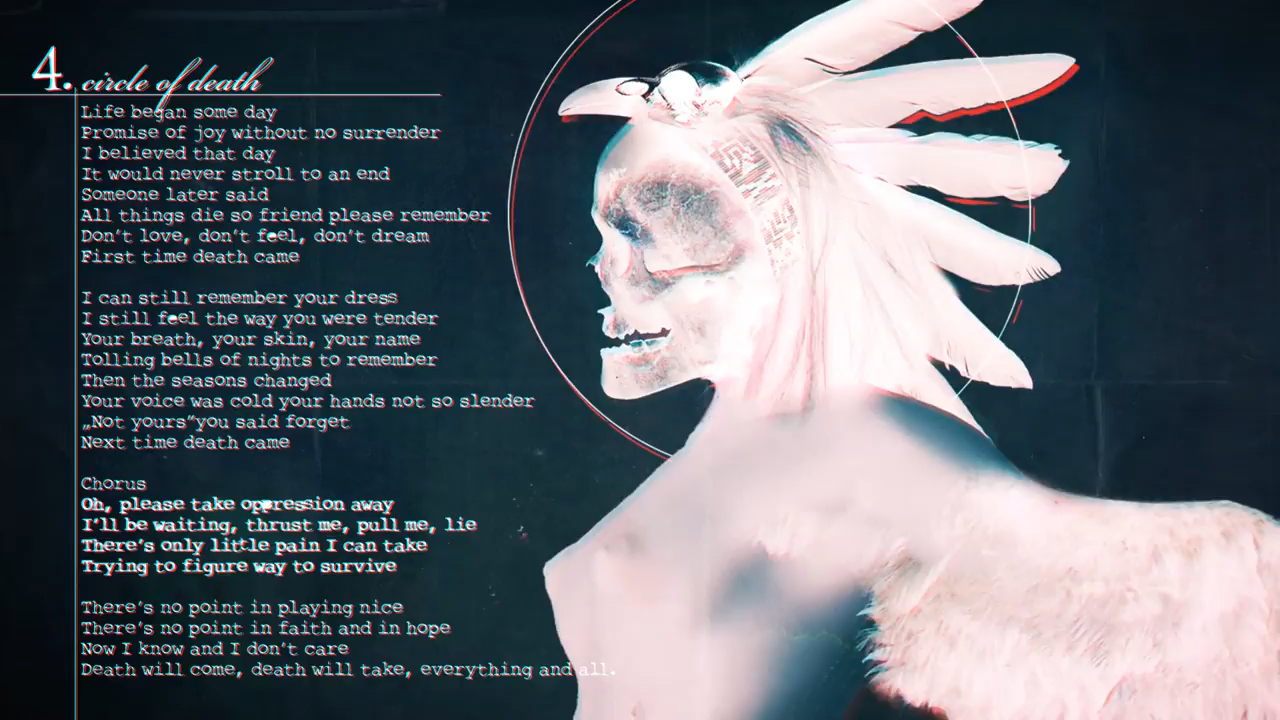 4. circle of death
Life began some day
Promise of joy without no surrender
I believed that day
It would never stroll to an end
Someone later said
All things die so friend please remember
Don't love, don't feel, don't dream
First time death came

I can still remember your dress
I still feel the way you were tender
Your breath, your skin, your name
Tolling bells of nights to remember
Then the seasons changed
Your voice was cold your hands not so slender
„Not yours”you said forget
Next time death came

Chorus
Oh, please take oppression away
I'll be waiting, thrust me, pull me, lie
There's only little pain I can take
Trying to figure way to survive

There's no point in playing nice
There's no point in faith and in hope
Now I know and I don't care
Death will come, death will take, everything and all.